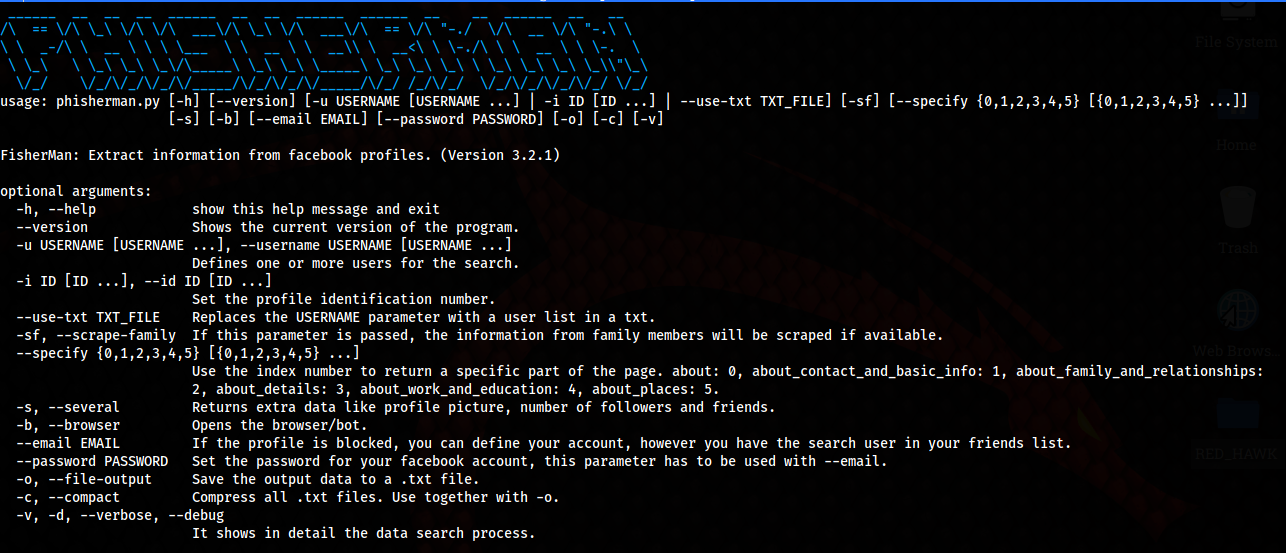 usage: phisherman.py [-h] [--version] [-u USERNAME [USERNAME ...] | -i ID [ID ...] | --use-txt TXT_FILE] [-sf] [--specify {0,1,2,3,4,5} [{0,1,2,3,4,5} ...]]
[-s] [-b] [--email EMAIL] [--password PASSWORD] [-o] [-c] [-v]
FisherMan: Extract information from facebook profiles. (Version 3.2.1)
optional arguments:
-h, --help show this help message and exit
--version Shows the current version of the program.
-u USERNAME [USERNAME ...], --username USERNAME [USERNAME ...]
Defines one or more users for the search.
-i ID [ID ...], --id ID [ID ...]
Set the profile identification number.
--use-txt TXT_FILE Replaces the USERNAME parameter with a user list in a txt.
-sf, --scrape-family If this parameter is passed, the information from family members will be scraped if available.
--specify {0,1,2,3,4,5} [{0,1,2,3,4,5} ...]
Use the index number to return a specific part of the page. about: 0, about_contact_and_basic_info: 1, about_family_and_relationships:
2, about_details: 3, about_work_and_education: 4, about_places: 5.
-s, --several Returns extra data like profile picture, number of followers and friends.
-b, --browser Opens the browser/bot.
--email EMAIL If the profile is blocked, you can define your account, however you have the search user in your friends list.
--password PASSWORD Set the password for your facebook account, this parameter has to be used with --email.
-o, --file-output Save the output data to a .txt file.
-c, --compact Compress all .txt files. Use together with -o.
-v, -d, --verbose, --debug
It shows in detail the data search process.
File System
Home
Trash
Web Brows...
RED_HAWK